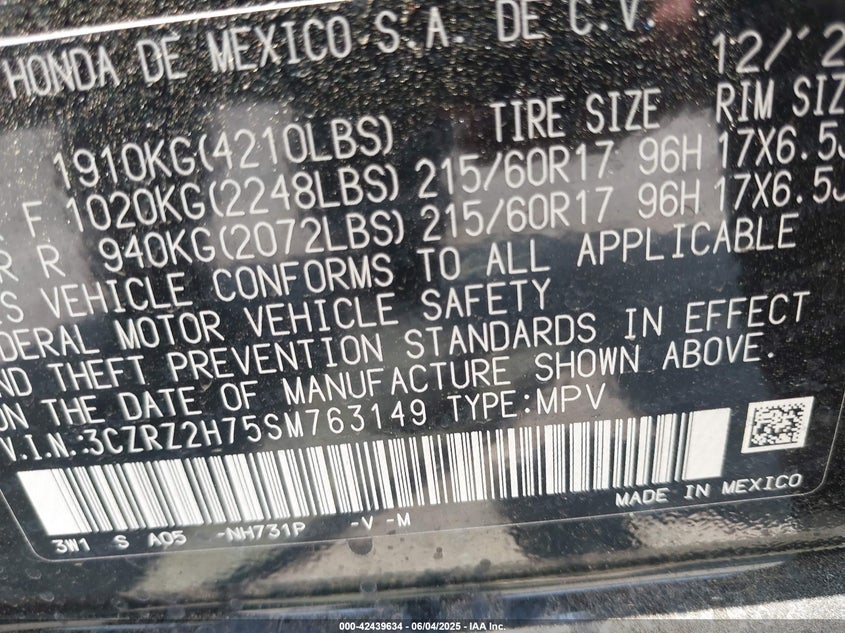 HONDA DE MEXICO S.A. DE C.V.
12/'2
TIRE SIZE RIM SIZ
1910KG(4210LBS)
F 1020KG(2248LBS) 215/60R17 96H 17X6.5J
R R 940KG(2072LBS) 215/60R17 96H 17X6.5J
IS VEHICLE CONFORMS TO ALL APPLICABLE
DERAL MOTOR VEHICLE SAFETY
ND THEFT PREVENTION STANDARDS IN EFFECT
ON THE DATE OF MANUFACTURE SHOWN ABOVE.
V.I.N.:3CZRZ2H75SM763149 TYPE:MPV
MADE IN MEXICO
3W1 S A05 -NH731P -V -M
000-42439634 - 06/04/2025 - IAA Inc.